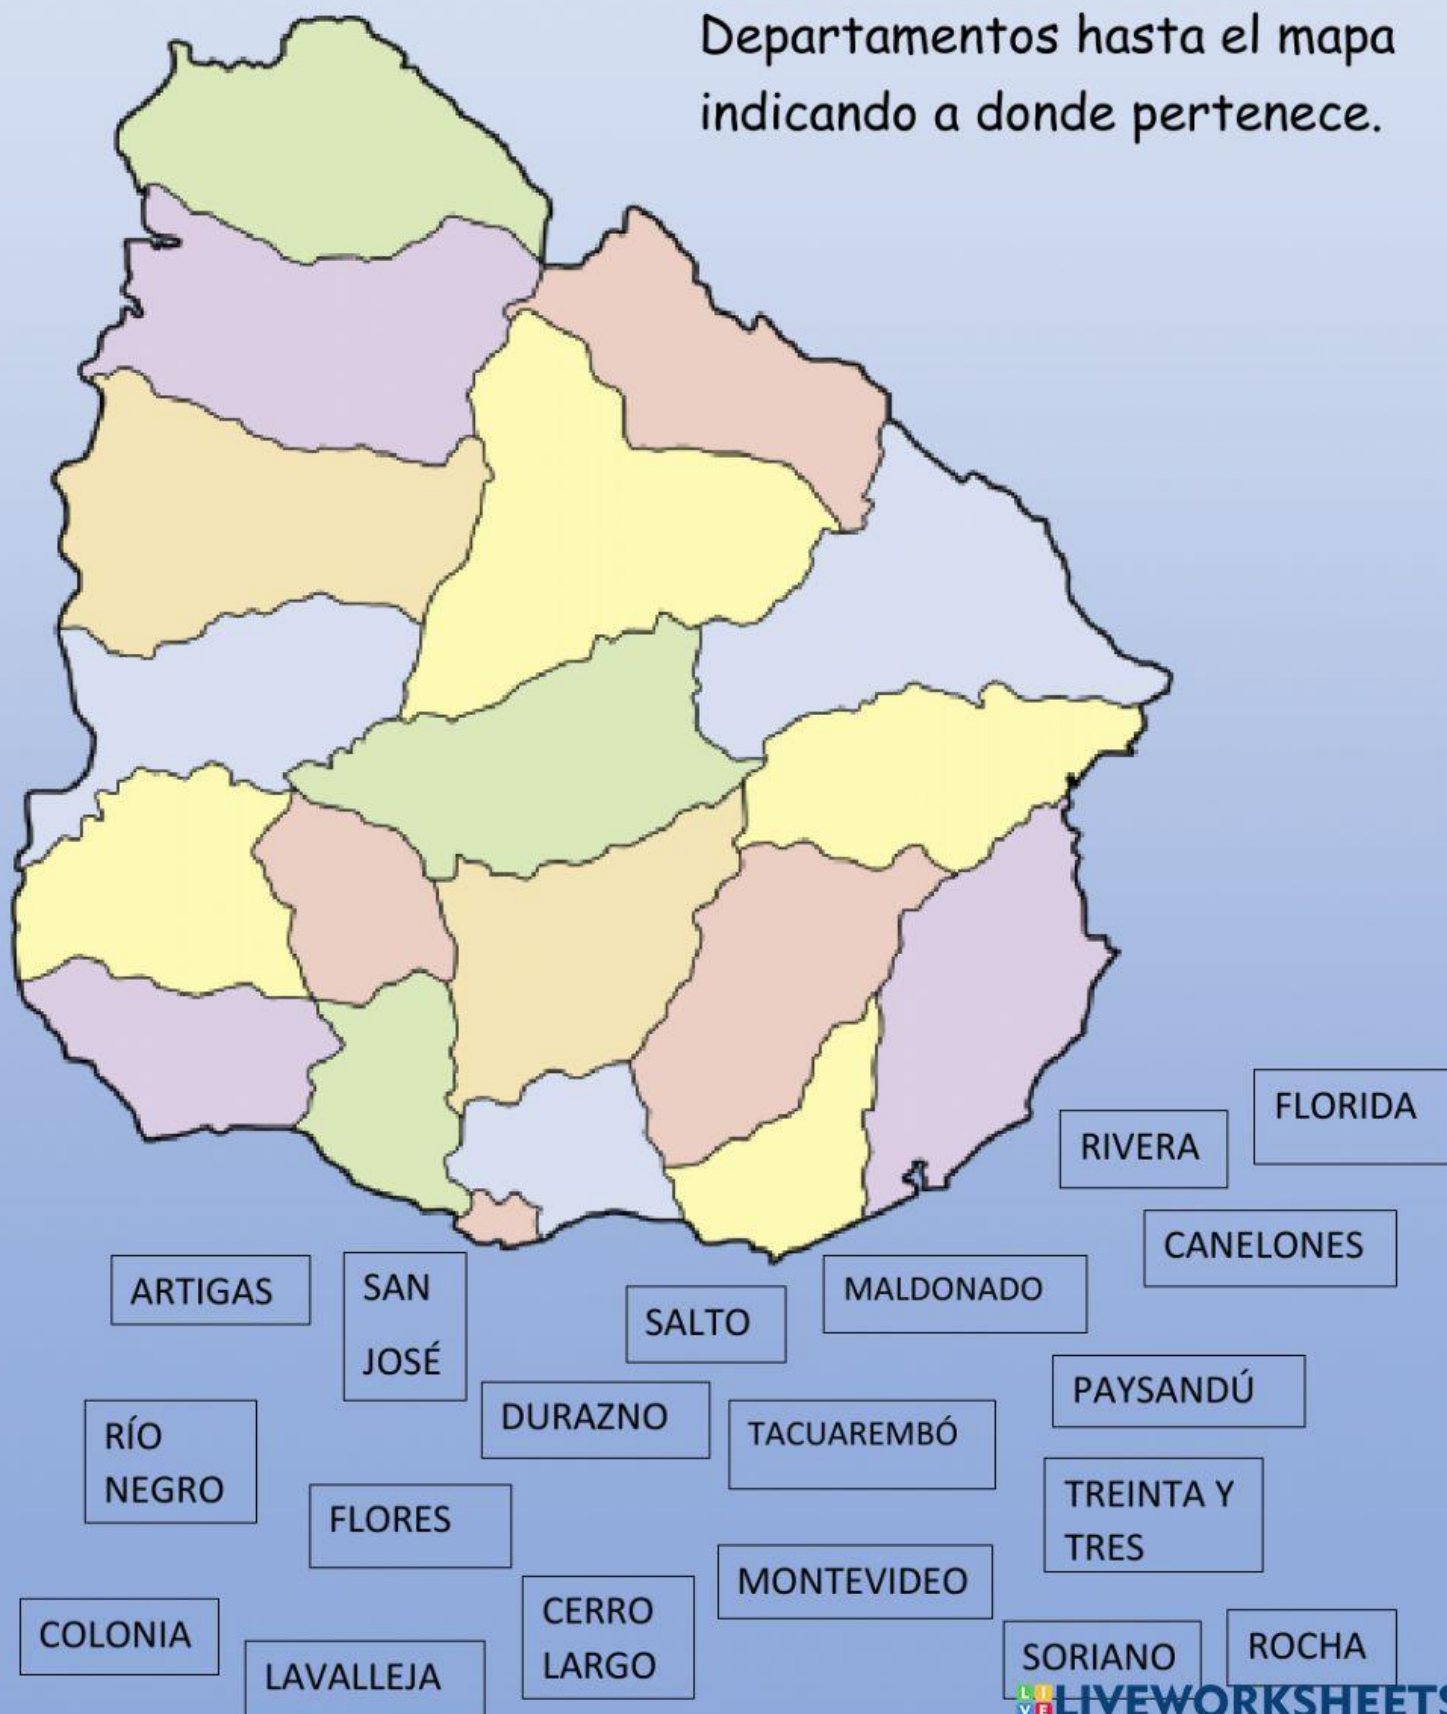 Departamentos hasta el mapa
indicando a donde pertenece.
FLORIDA
RIVERA
CANELONES
ARTIGAS
SAN
JOSÉ
SALTO
MALDONADO
PAYSANDÚ
RÍO
NEGRO
DURAZNO
TACUAREMBÓ
FLORES
TREINTA Y
TRES
MONTEVIDEO
COLONIA
CERRO
LARGO
LAVALLEJA
SORIANO
ROCHA
LIVE LIVEWORKSHEETS